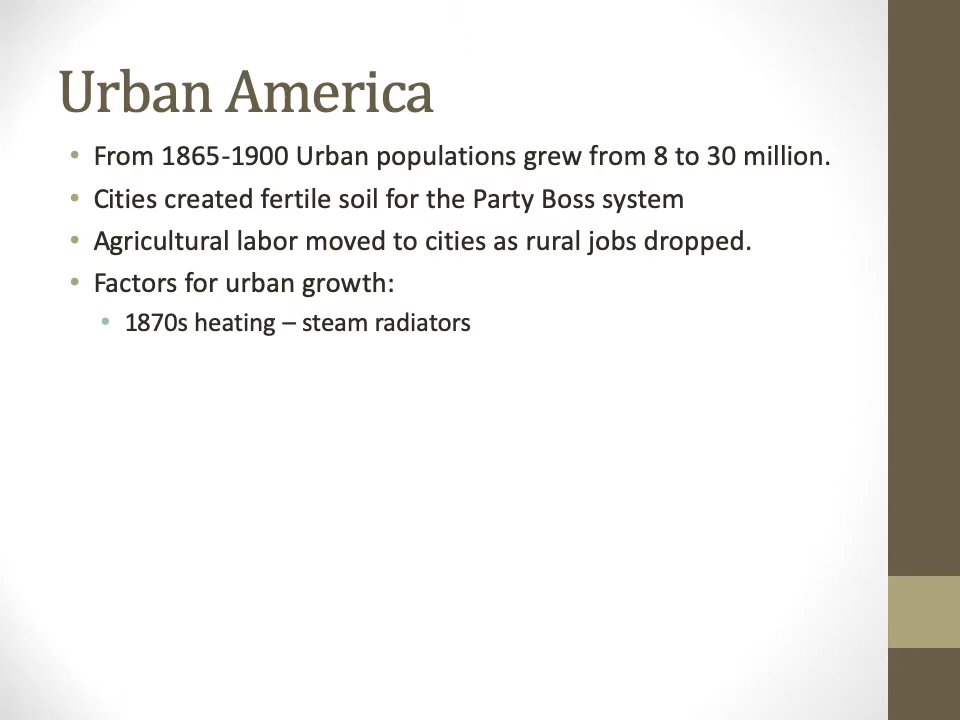 Urban America
• From 1865-1900 Urban populations grew from 8 to 30 million.
• Cities created fertile soil for the Party Boss system
• Agricultural labor moved to cities as rural jobs dropped.
• Factors for urban growth:
• 1870s heating – steam radiators